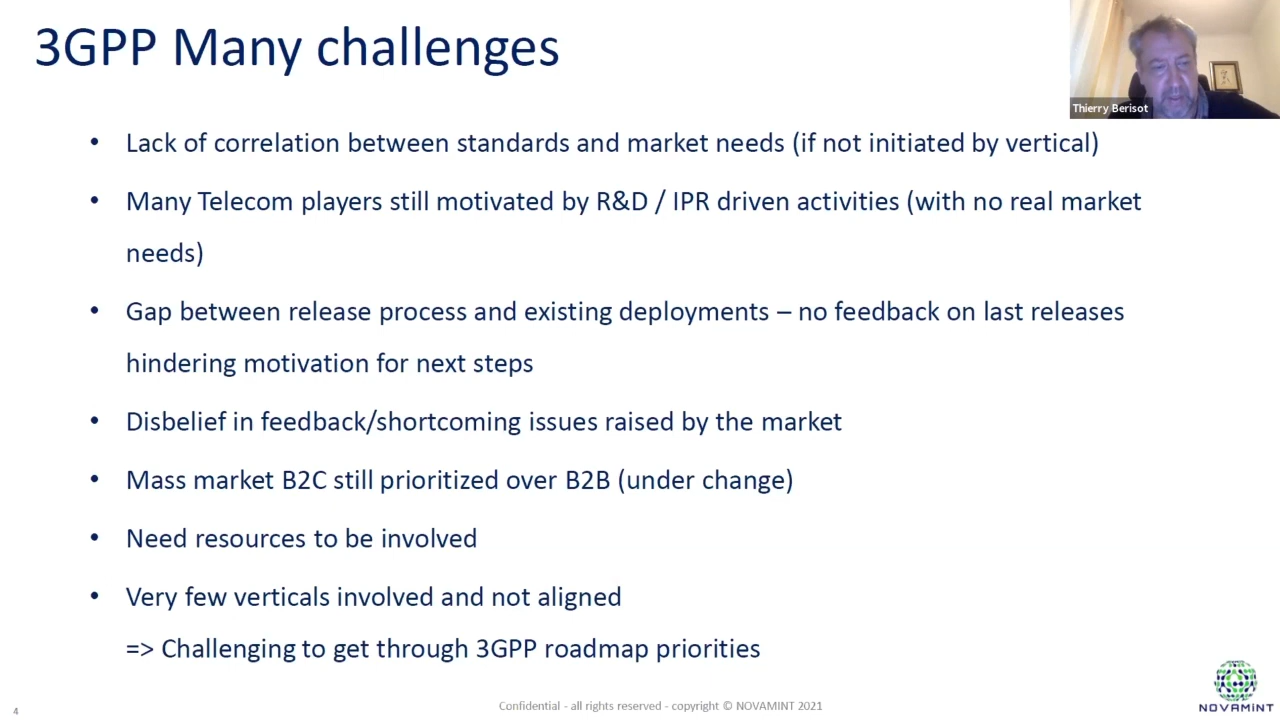 3GPP Many challenges
Thierry Berisot
• Lack of correlation between standards and market needs (if not initiated by vertical)
• Many Telecom players still motivated by R&D / IPR driven activities (with no real market
needs)
• Gap between release process and existing deployments – no feedback on last releases
hindering motivation for next steps
• Disbelief in feedback/shortcoming issues raised by the market
• Mass market B2C still prioritized over B2B (under change)
• Need resources to be involved
• Very few verticals involved and not aligned
=> Challenging to get through 3GPP roadmap priorities
4
Confidential - all rights reserved - copyright © NOVAMINT 2021
NOVAMiNT